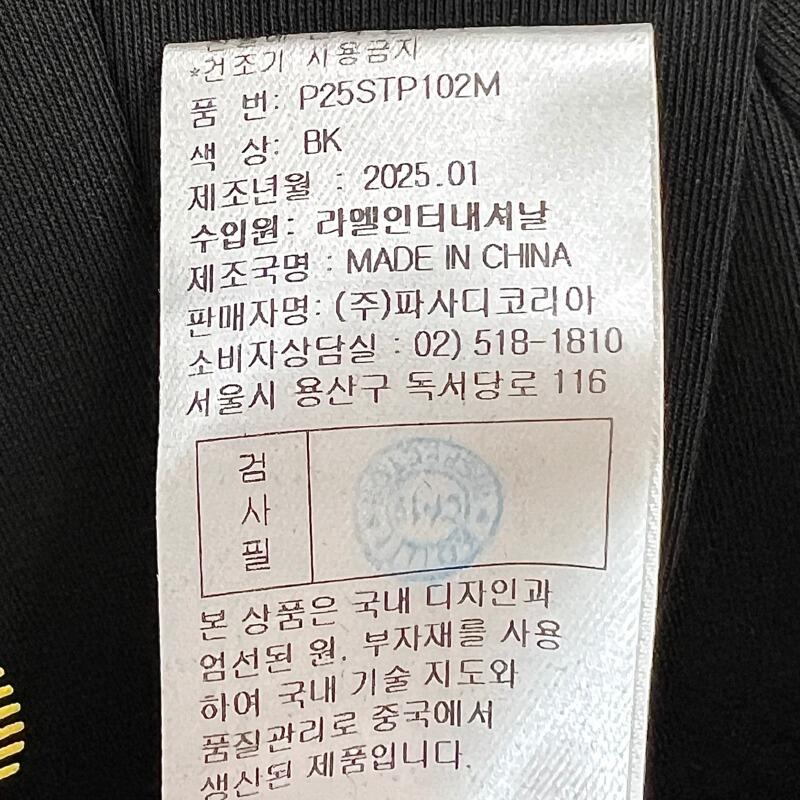 *건조기 사용금지
품 번: P25STP102M
색 상: BK
제조년월 : 2025.01
수입원: 라엘인터내셔날
제조국명 : MADE IN CHINA
판매자명: (주)파사디코리아
소비자상담실 : 02) 518-1810
서울시 용산구 독서당로 116
검
사
필
본 상품은 국내 디자인과
엄선된 원, 부자재를 사용
하여 국내 기술 지도와
품질관리로 중국에서
생산된 제품입니다.